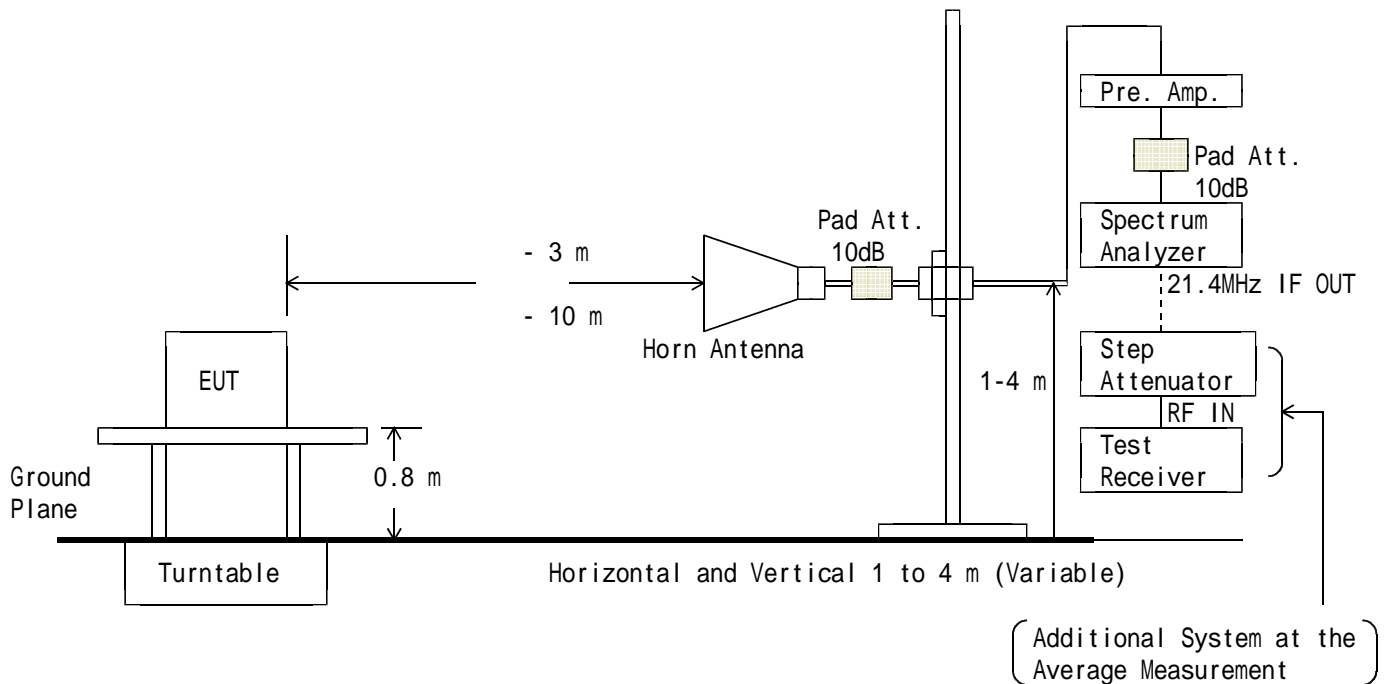 Pre. Amp.
Pad Att.
10dB
Spectrum
Analyzer
21.4MHz IF OUT
Step
Attenuator
RF IN
Test
Receiver
Pad Att.
10dB
- 3 m
- 10 m
Horn Antenna
1-4 m
EUT
0.8 m
Ground
Plane
Turntable
Horizontal and Vertical 1 to 4 m (Variable)
Additional System at the
Average Measurement